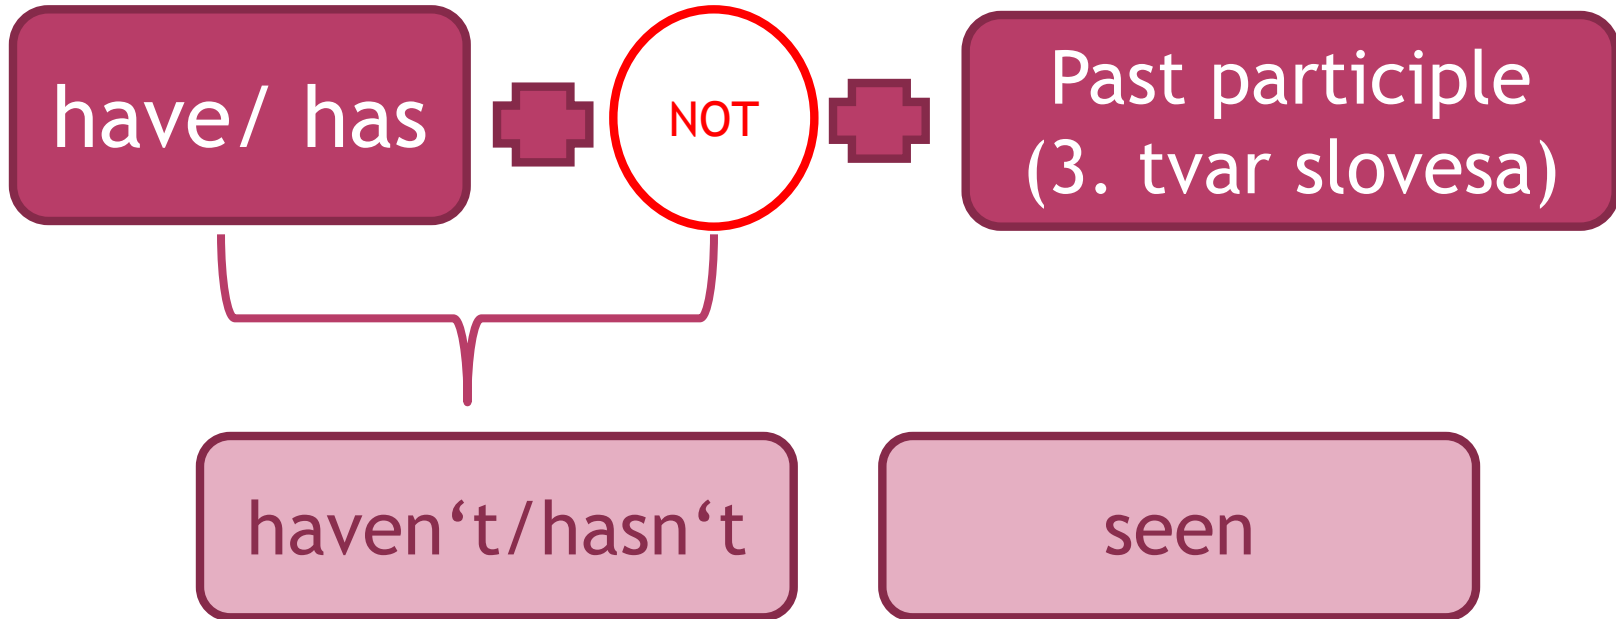 have/ has
NOT
Past participle
(3. tvar slovesa)
haven‘t/hasn‘t
seen